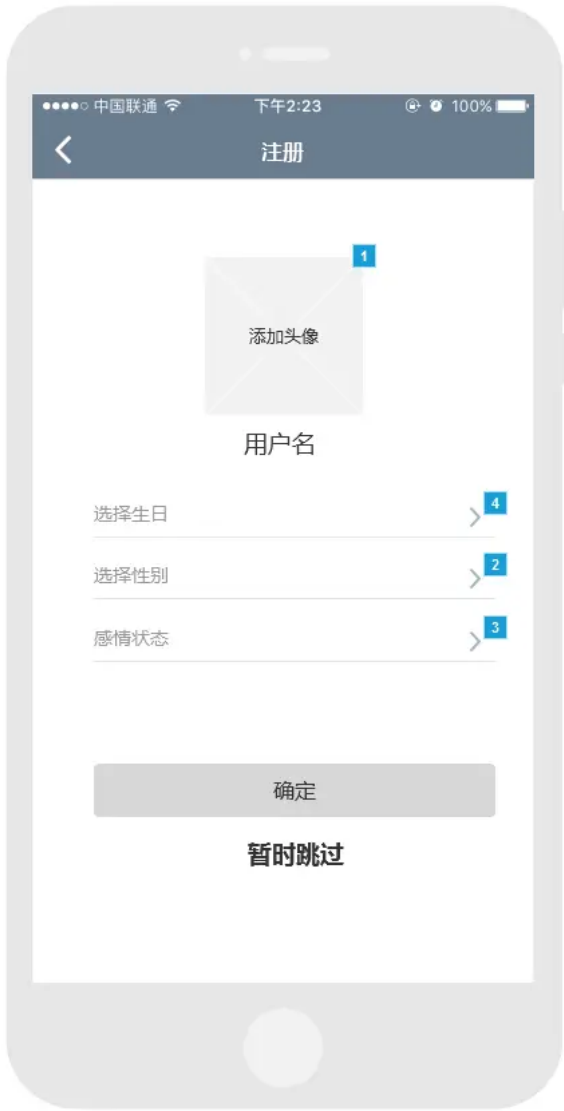 中国联通 下午2:23 100%
注册
1
添加头像
用户名
选择生日 4
选择性别 2
感情状态 3
确定
暂时跳过